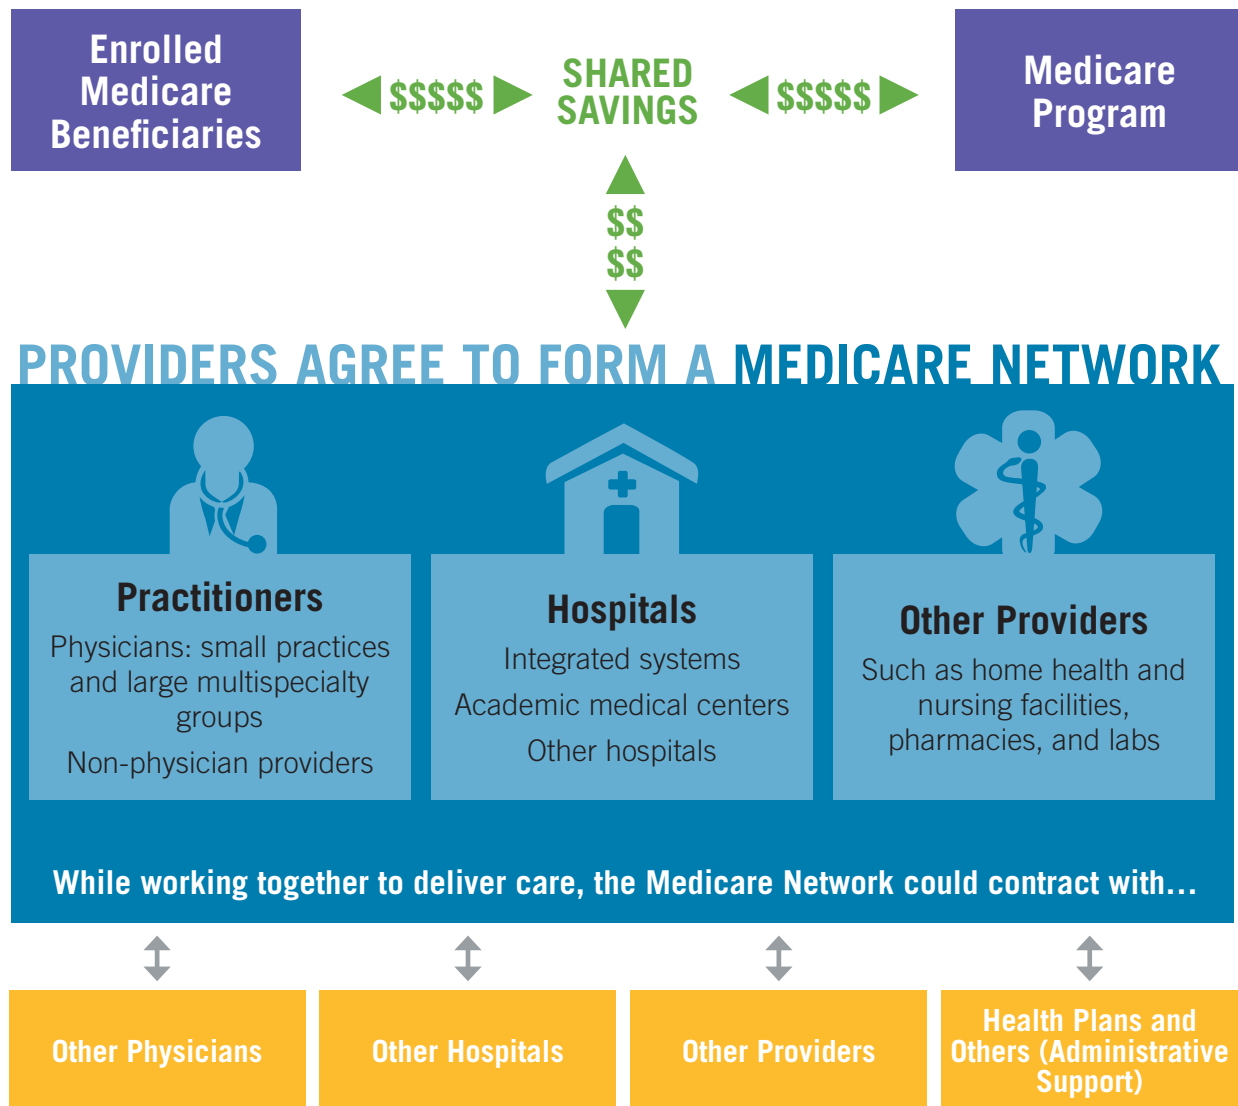 Enrolled
Medicare
Beneficiaries
$$$$$
SHARED
SAVINGS
$$$$$
Medicare
Program
$$
$$
PROVIDERS AGREE TO FORM A MEDICARE NETWORK
Practitioners
Physicians: small practices
and large multispecialty
groups
Non-physician providers
Hospitals
Integrated systems
Academic medical centers
Other hospitals
Other Providers
Such as home health and
nursing facilities,
pharmacies, and labs
While working together to deliver care, the Medicare Network could contract with…
Other Physicians
Other Hospitals
Other Providers
Health Plans and
Others (Administrative
Support)